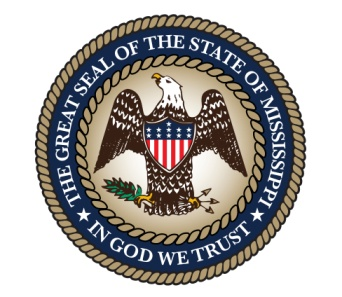 THE GREAT SEAL OF THE STATE OF MISSISSIPPI
IN GOD WE TRUST